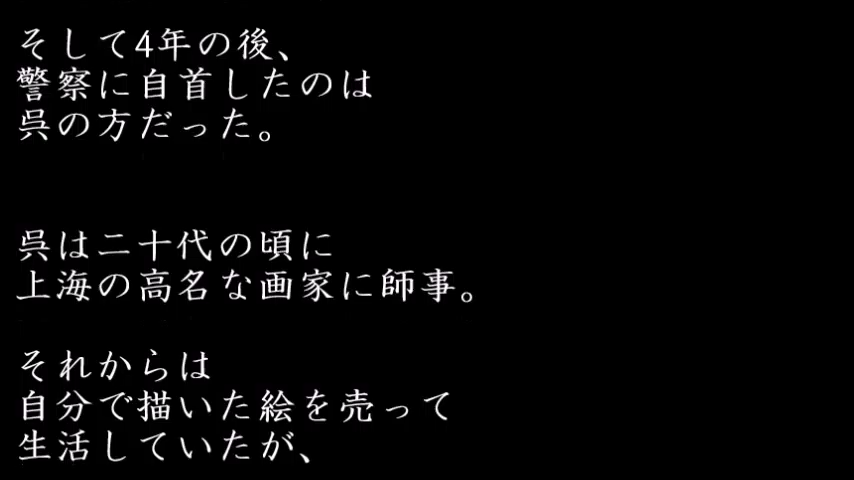 そして4年の後、
警察に自首したのは
呉の方だった。
呉は二十代の頃に
上海の高名な画家に師事。
それからは
自分で描いた絵を売って
生活していたが、